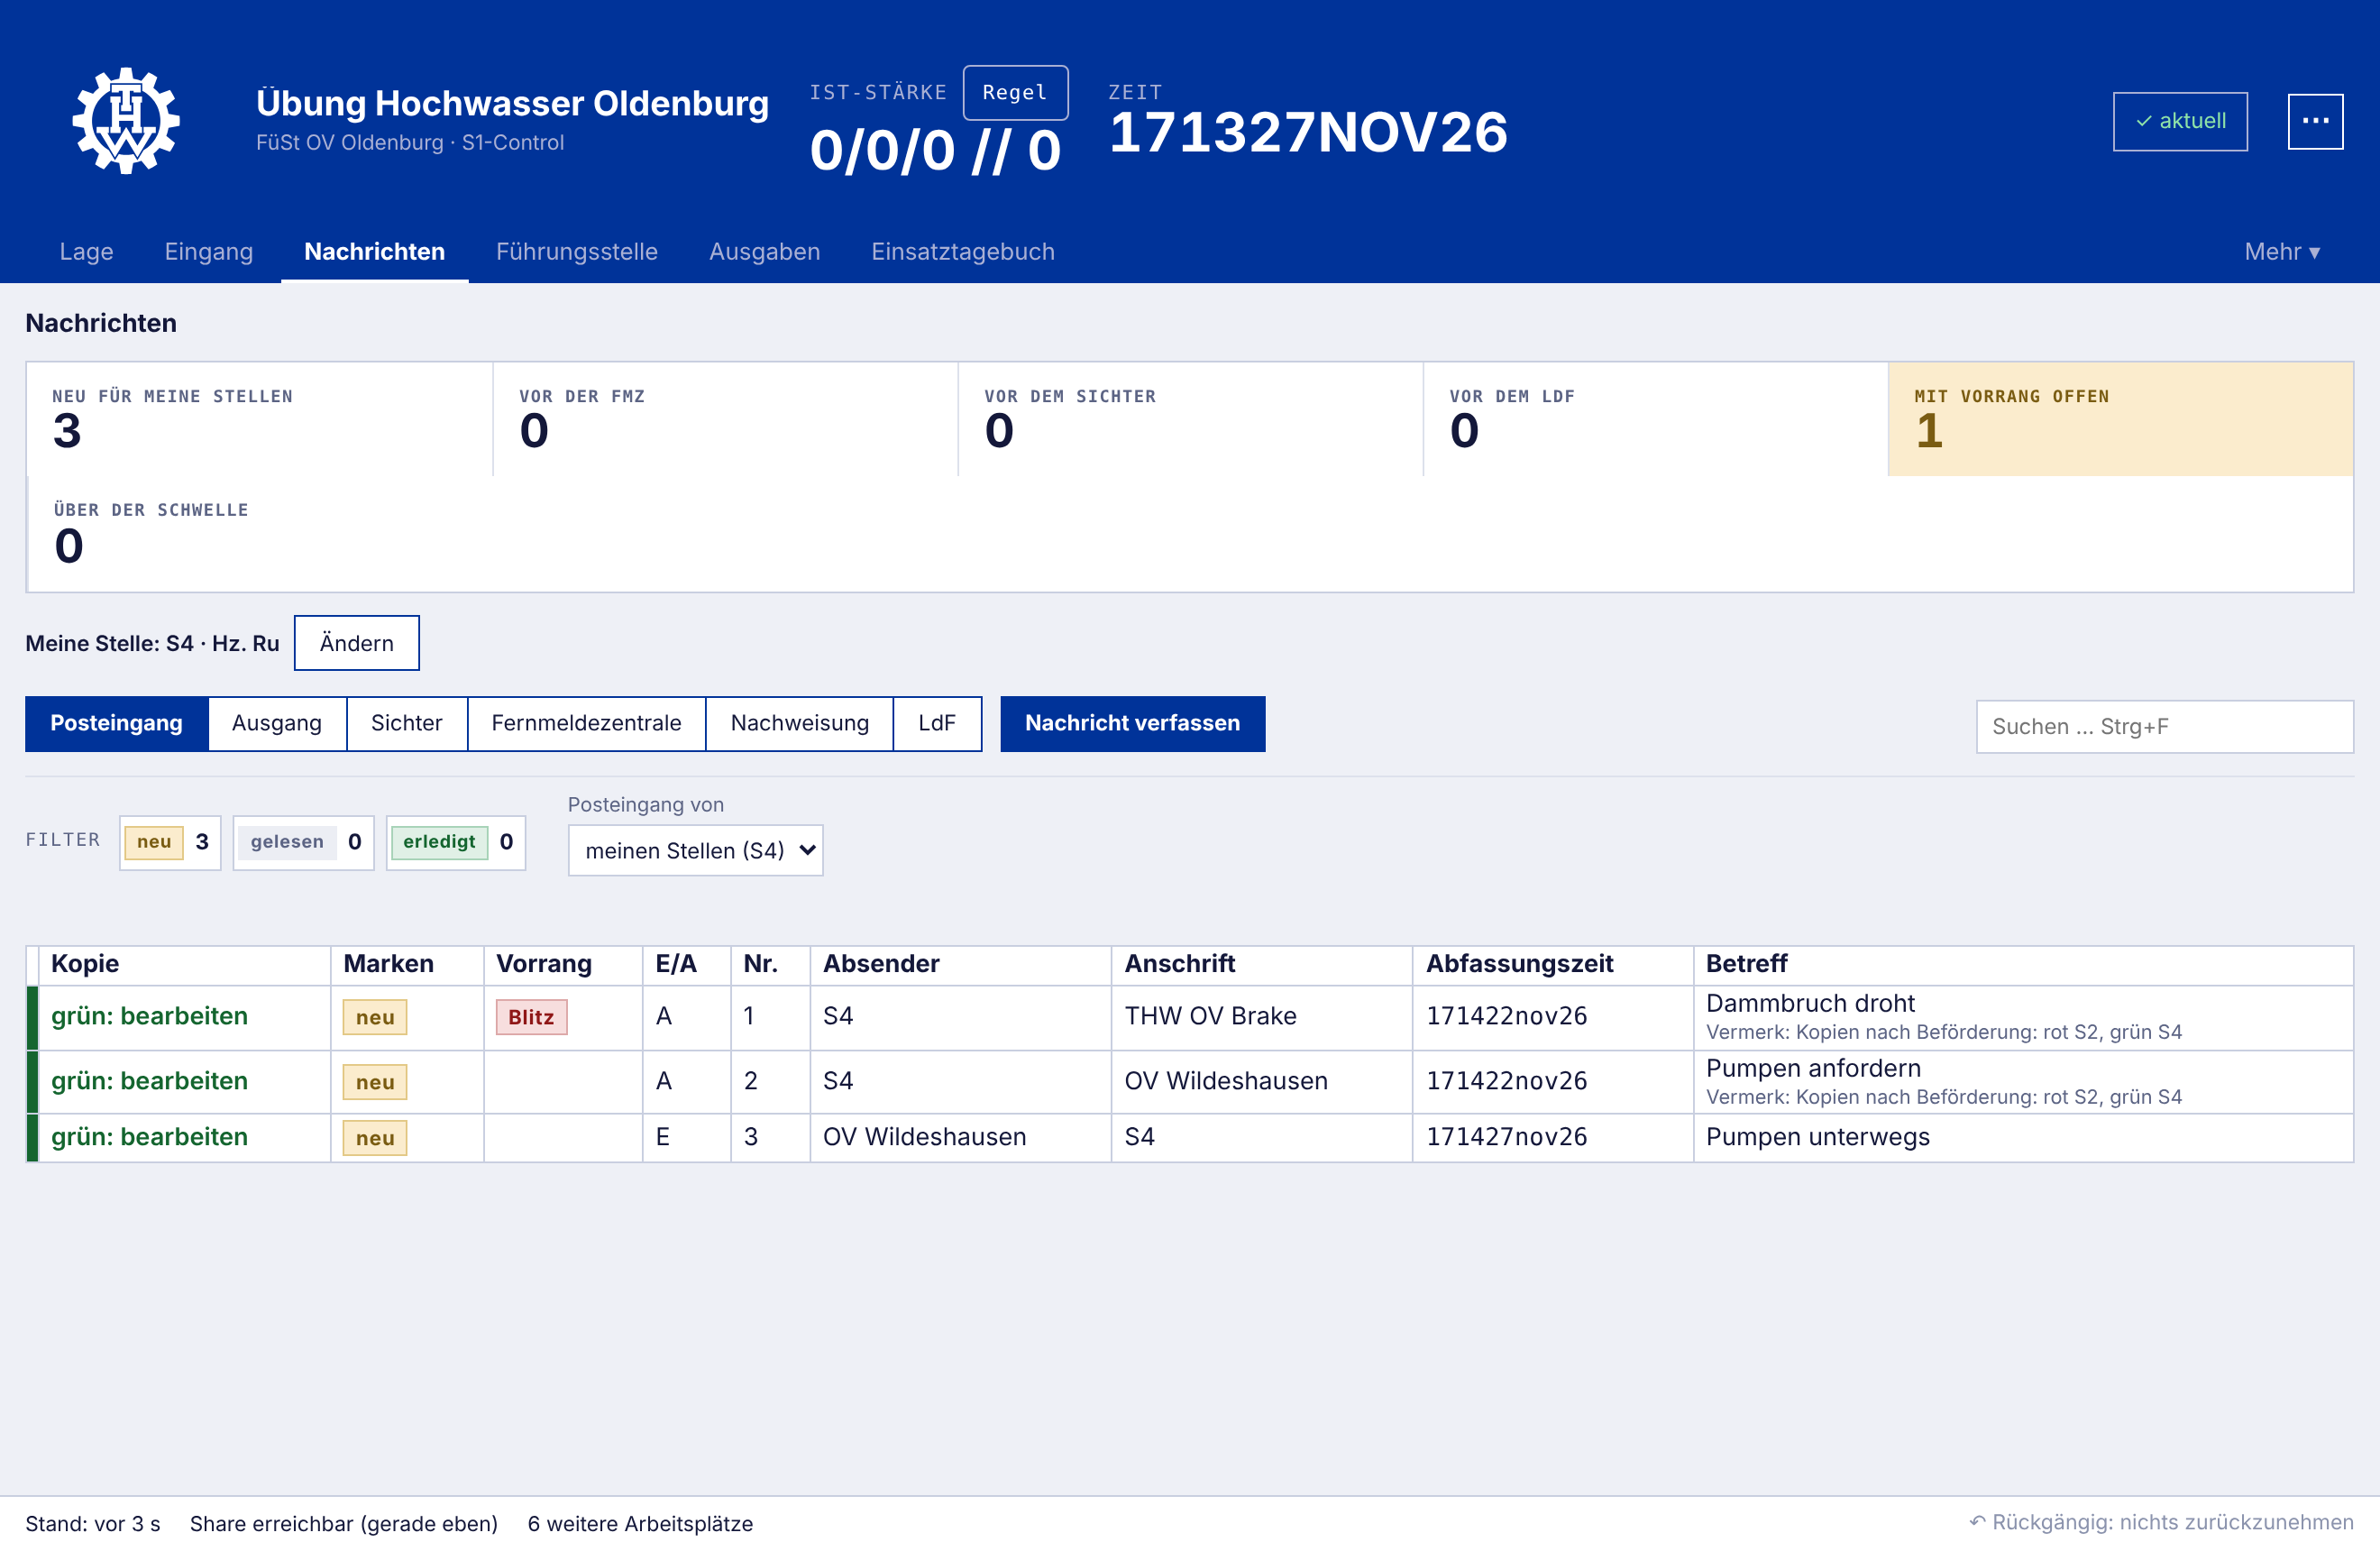 THW
Übung Hochwasser Oldenburg
FüSt OV Oldenburg · S1-Control
IST-STÄRKE Regel
0/0/0 // 0
ZEIT
171327NOV26
✓ aktuell
⋯
Lage Eingang Nachrichten Führungsstelle Ausgaben Einsatztagebuch Mehr ▾
Nachrichten
NEU FÜR MEINE STELLEN
3
VOR DER FMZ
0
VOR DEM SICHTER
0
VOR DEM LDF
0
MIT VORRANG OFFEN
1
ÜBER DER SCHWELLE
0
Meine Stelle: S4 · Hz. Ru Ändern
Posteingang Ausgang Sichter Fernmeldezentrale Nachweisung LdF Nachricht verfassen Suchen … Strg+F
Posteingang von
FILTER neu 3 gelesen 0 erledigt 0 meinen Stellen (S4)
Kopie Marken Vorrang E/A Nr. Absender Anschrift Abfassungszeit Betreff
grün: bearbeiten neu Blitz A 1 S4 THW OV Brake 171422nov26 Dammbruch droht
Vermerk: Kopien nach Beförderung: rot S2, grün S4
grün: bearbeiten neu A 2 S4 OV Wildeshausen 171422nov26 Pumpen anfordern
Vermerk: Kopien nach Beförderung: rot S2, grün S4
grün: bearbeiten neu E 3 OV Wildeshausen S4 171427nov26 Pumpen unterwegs
Stand: vor 3 s Share erreichbar (gerade eben) 6 weitere Arbeitsplätze ↶ Rückgängig: nichts zurückzunehmen